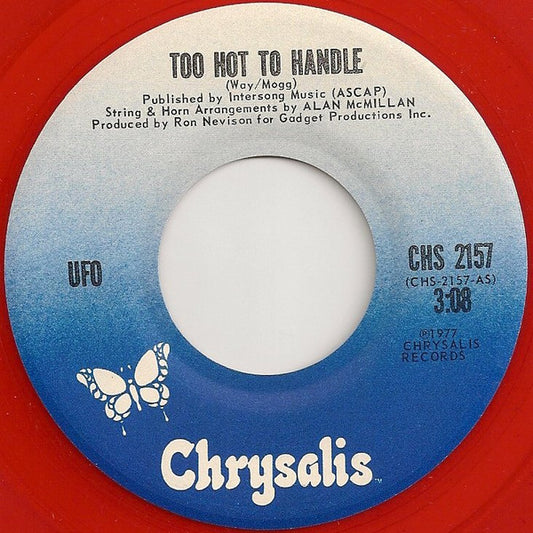 TOO HOT TO HANDLE
(Way/Mogg)
Published by Intersong Music (ASCAP)
String & Horn Arrangements by ALAN McMILLAN
Produced by Ron Nevison for Gadget Productions Inc.
UFO
CHS 2157
(CHS-2157-AS)
3:08
℗1977
CHRYSALIS
RECORDS
Chrysalis™